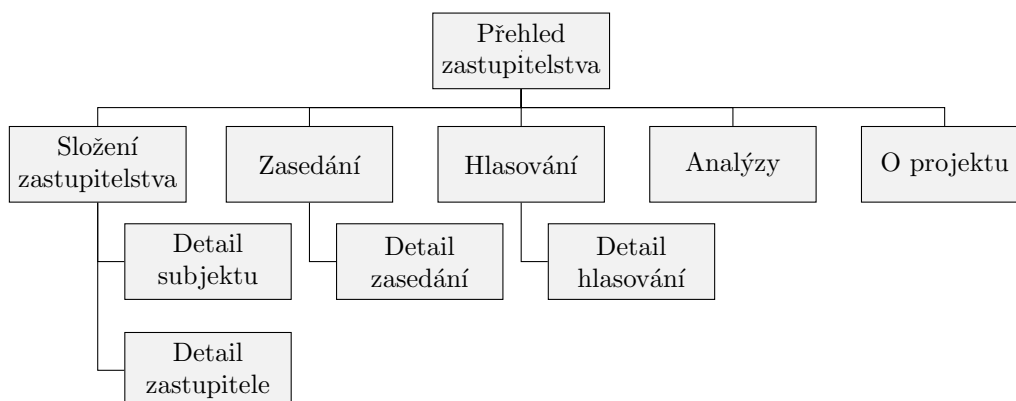 Přehled
zastupitelstva
Složení
zastupitelstva
Zasedání
Hlasování
Analýzy
O projektu
Detail
subjektu
Detail
zasedání
Detail
hlasování
Detail
zastupitele